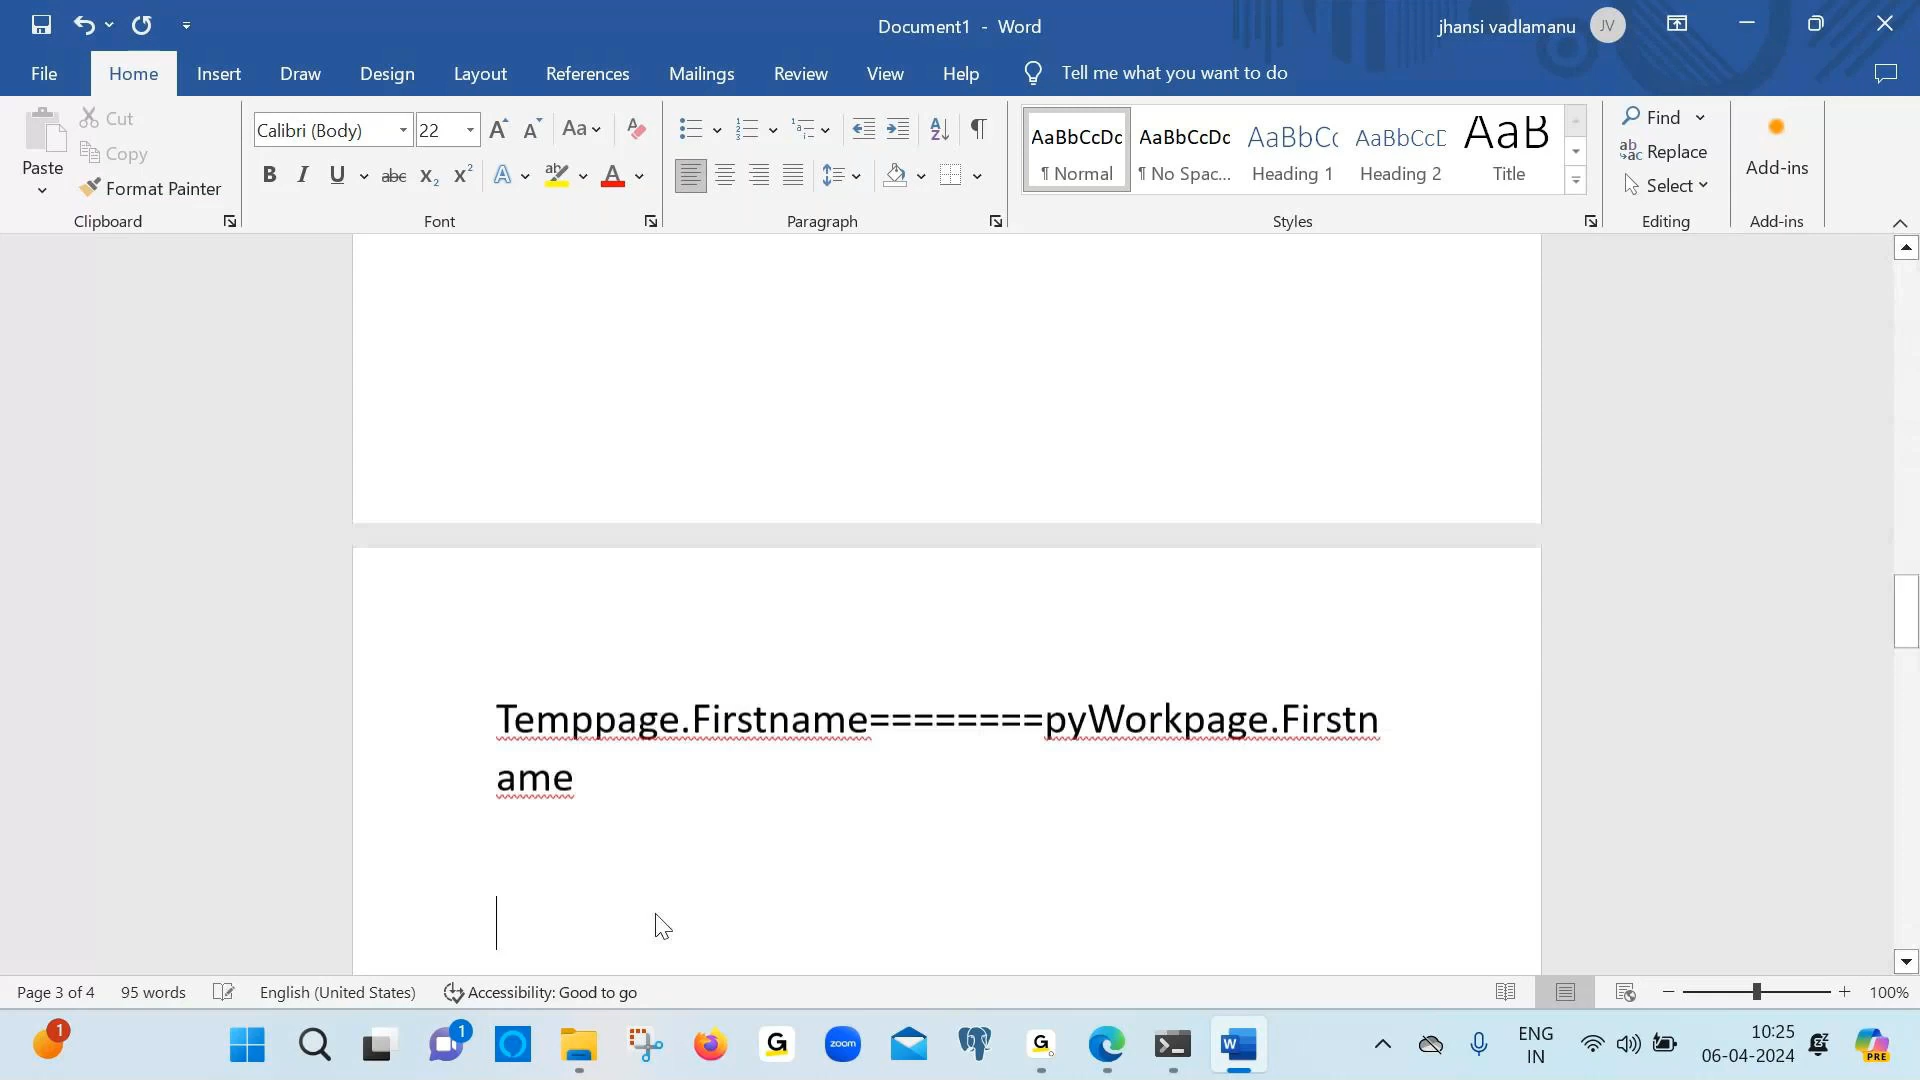 Document1 - Word
jhansi vadlamanu
JV
File
Home
Insert
Draw
Design
Layout
References
Mailings
Review
View
Help
Tell me what you want to do
Paste
Cut
Copy
Format Painter
Clipboard
Calibri (Body)
22
Font
Paragraph
AaBbCcDc
¶ Normal
AaBbCcDc
¶ No Spac...
AaBbCc
Heading 1
AaBbCcD
Heading 2
AaB
Title
Styles
Find
Replace
Select
Editing
Add-ins
Add-ins
Temppage.Firstname========pyWorkpage.Firstn
ame
Page 3 of 4
95 words
English (United States)
Accessibility: Good to go
100%
1
1
zoom
ENG
IN
10:25
06-04-2024
PRE